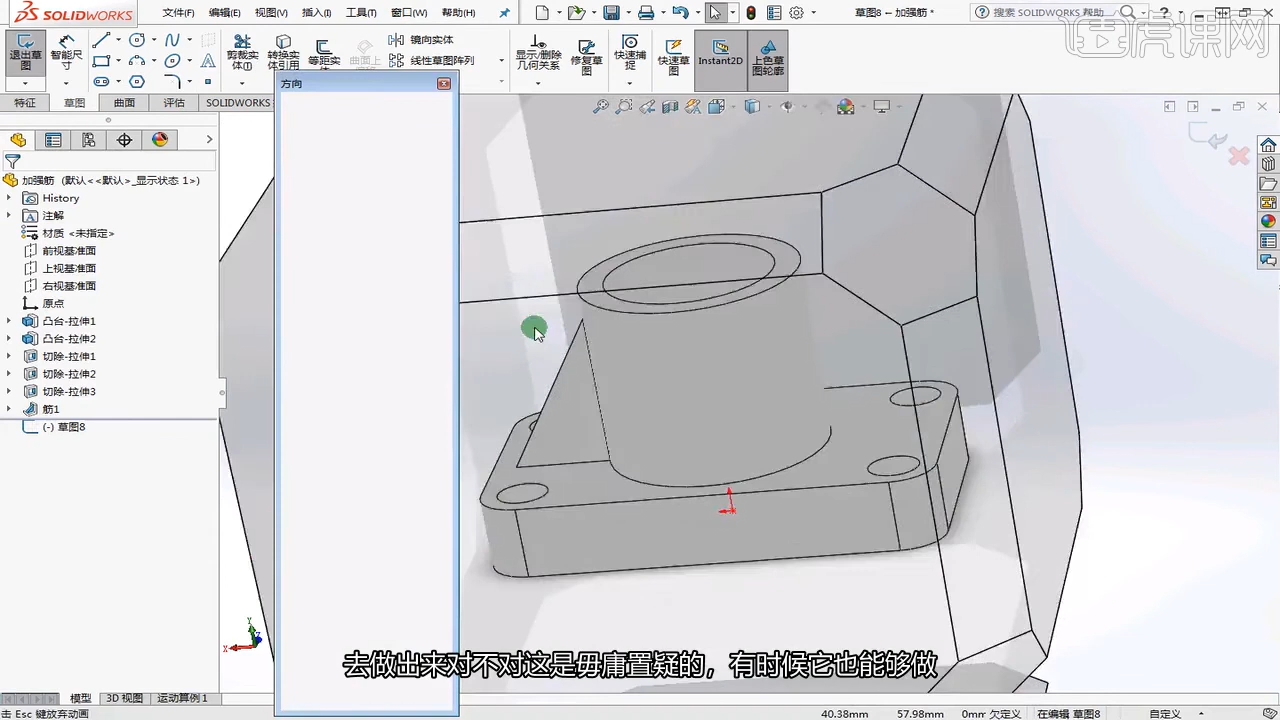 SOLIDWORKS
文件(F) 编辑(E) 视图(V) 插入(I) 工具(T) 窗口(W) 帮助(H)
草图8 – 加强筋 *
搜索 SOLIDWORKS 帮助
虎课网
退出草图
智能尺寸
剪裁实体(T)
转换实体引用
等距实体
曲面上
镜向实体
线性草图阵列
显示/删除几何关系
修复草图
快速捕捉
快速草图
Instant2D
上色草图轮廓
特征 草图 曲面 评估 SOLIDWORKS
方向
加强筋 (默认<<默认>_显示状态 1>)
History
注解
材质 <未指定>
前视基准面
上视基准面
右视基准面
原点
凸台-拉伸1
凸台-拉伸2
切除-拉伸1
切除-拉伸2
切除-拉伸3
筋1
(-) 草图8
Y
Z
X
去做出来对不对这是毋庸置疑的，有时候它也能够做
模型 3D 视图 运动算例 1
击 Esc 键放弃动画
40.38mm 57.98mm 0mm 欠定义 在编辑 草图8 自定义